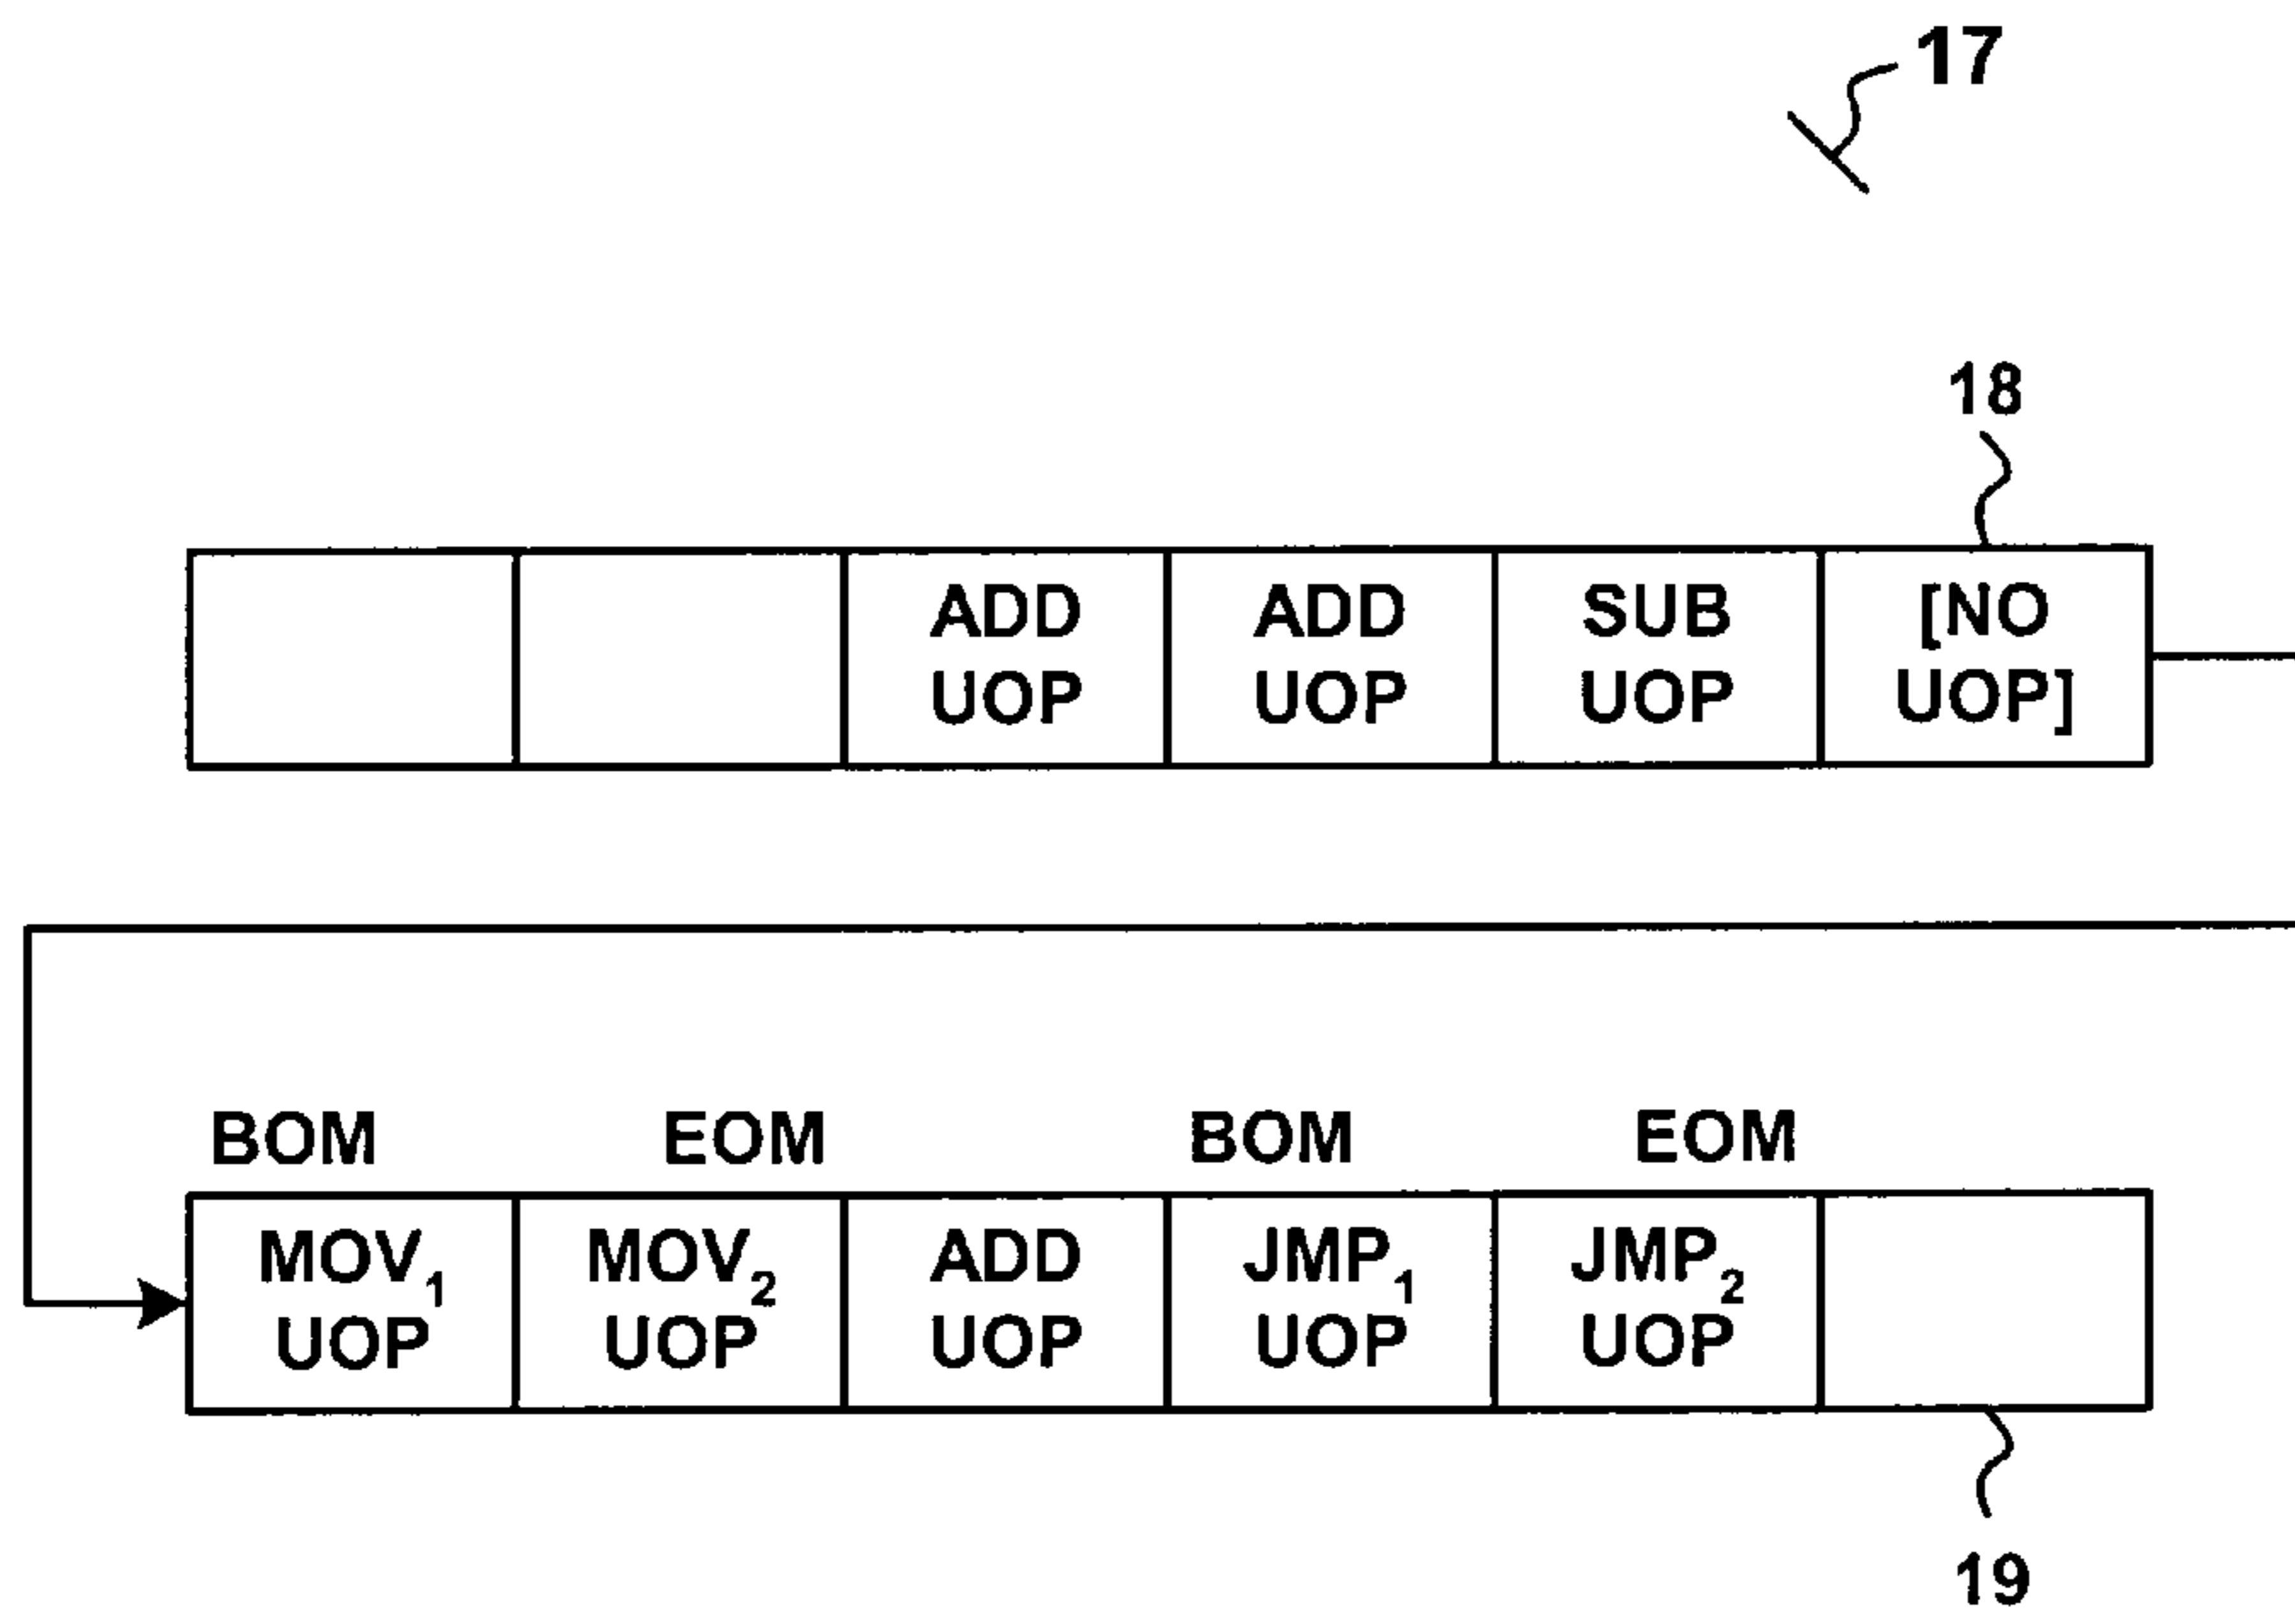 17
18
ADD UOP
ADD UOP
SUB UOP
[NO UOP]
BOM EOM BOM EOM
MOV₁ UOP
MOV₂ UOP
ADD UOP
JMP₁ UOP
JMP₂ UOP
19